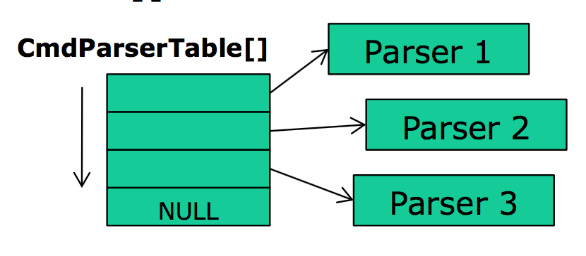 CmdParserTable[]
Parser 1
Parser 2
Parser 3
NULL